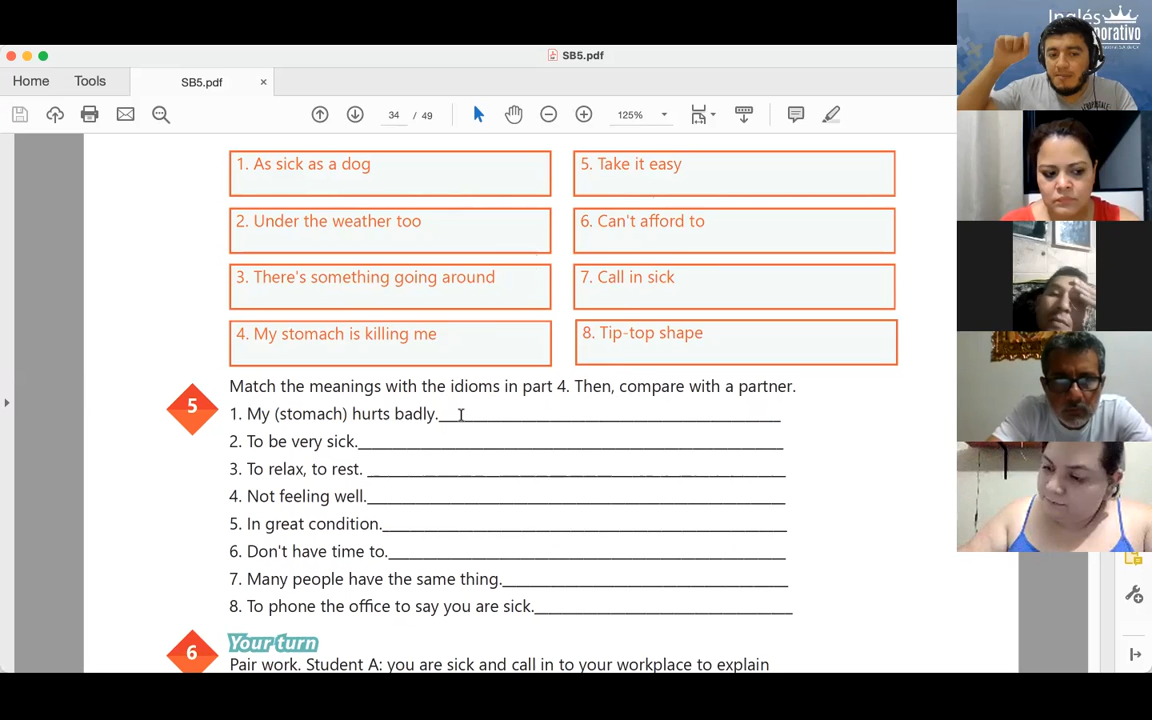 SB5.pdf
Home
Tools
SB5.pdf
34 / 49
125%
Inglés
porativo
1. As sick as a dog
5. Take it easy
2. Under the weather too
6. Can't afford to
3. There's something going around
7. Call in sick
4. My stomach is killing me
8. Tip-top shape
5
Match the meanings with the idioms in part 4. Then, compare with a partner.
1. My (stomach) hurts badly.
2. To be very sick.
3. To relax, to rest.
4. Not feeling well.
5. In great condition.
6. Don't have time to.
7. Many people have the same thing.
8. To phone the office to say you are sick.
6
Your turn
Pair work. Student A: you are sick and call in to your workplace to explain